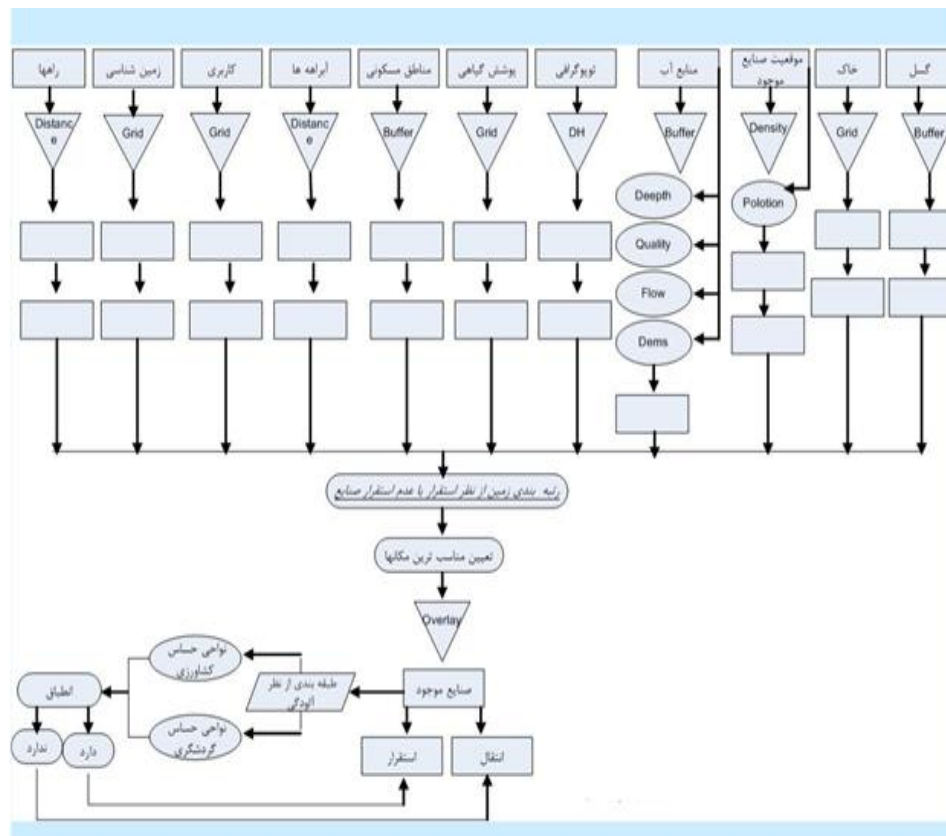 راهها
زمین شناسی
کاربری
آبراهه ها
مناطق مسکونی
پوشش گیاهی
توپوگرافی
منابع آب
موقعیت صنایع
موجود
خاک
گسل
Distanc
e
Grid
Grid
Distanc
e
Buffer
Grid
DH
Buffer
Density
Grid
Buffer
Deepth
Quality
Flow
Dems
Polotion
رتبه بندی زمین از نظر استقرار یا عدم استقرار صنایع
تعیین مناسب ترین مکانها
Overlay
صنایع موجود
طبقه بندی از نظر
آلودگی
نواحی حساس
کشاورزی
نواحی حساس
گردشگری
انطباق
دارد
ندارد
استقرار
انتقال